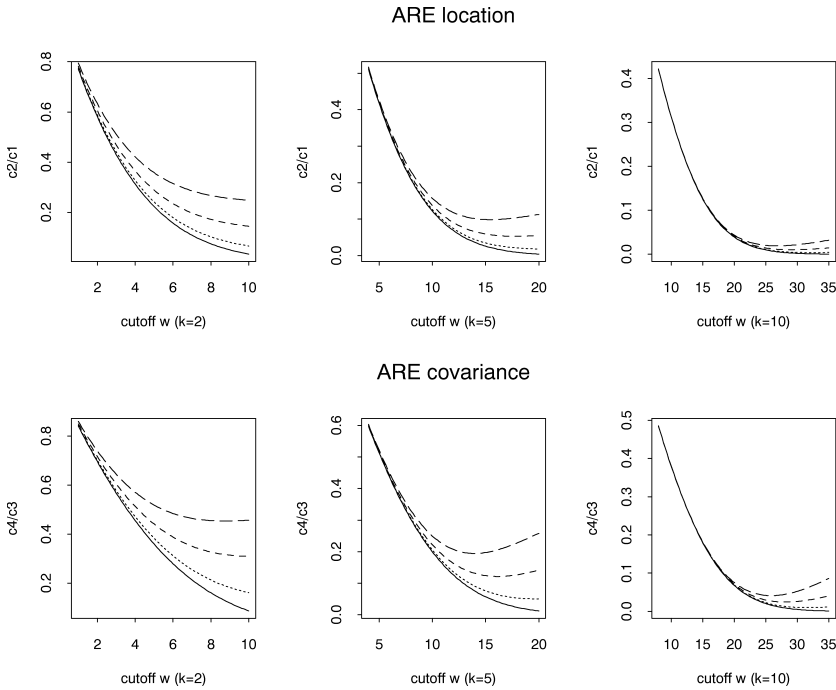 ARE location
c2/c1
0.8
0.6
0.4
0.2
2 4 6 8 10
cutoff w (k=2)
c2/c1
0.4
0.2
0.0
5 10 15 20
cutoff w (k=5)
c2/c1
0.4
0.3
0.2
0.1
0.0
10 15 20 25 30 35
cutoff w (k=10)
ARE covariance
c4/c3
0.8
0.6
0.4
0.2
2 4 6 8 10
cutoff w (k=2)
c4/c3
0.6
0.4
0.2
0.0
5 10 15 20
cutoff w (k=5)
c4/c3
0.5
0.4
0.3
0.2
0.1
0.0
10 15 20 25 30 35
cutoff w (k=10)